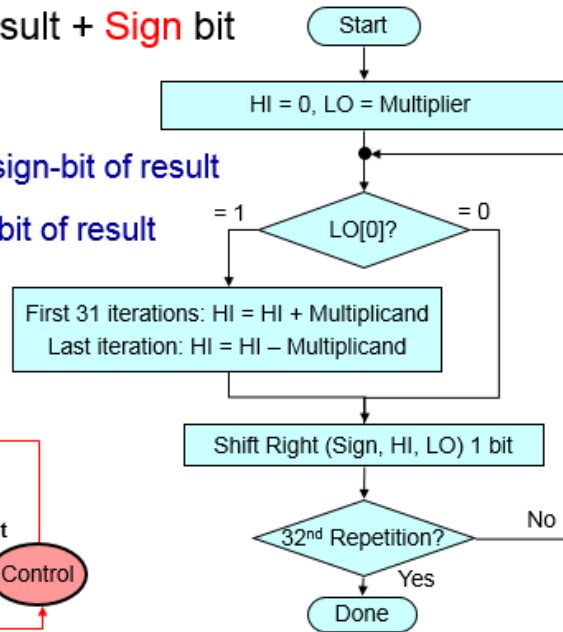 sult + Sign bit
Start
HI = 0, LO = Multiplier
sign-bit of result
bit of result
= 1
= 0
LO[0]?
First 31 iterations: HI = HI + Multiplicand
Last iteration: HI = HI – Multiplicand
Shift Right (Sign, HI, LO) 1 bit
t
32nd Repetition?
No
Control
Yes
Done